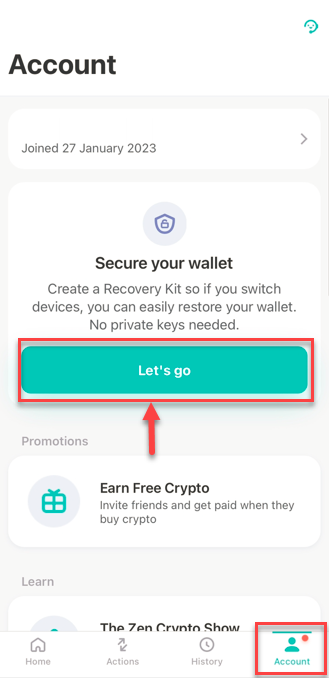 Account
Joined 27 January 2023
Secure your wallet
Create a Recovery Kit so if you switch
devices, you can easily restore your wallet.
No private keys needed.
Let's go
Promotions
Earn Free Crypto
Invite friends and get paid when they
buy crypto
Learn
The Zen Crypto Show
Home
Actions
History
Account